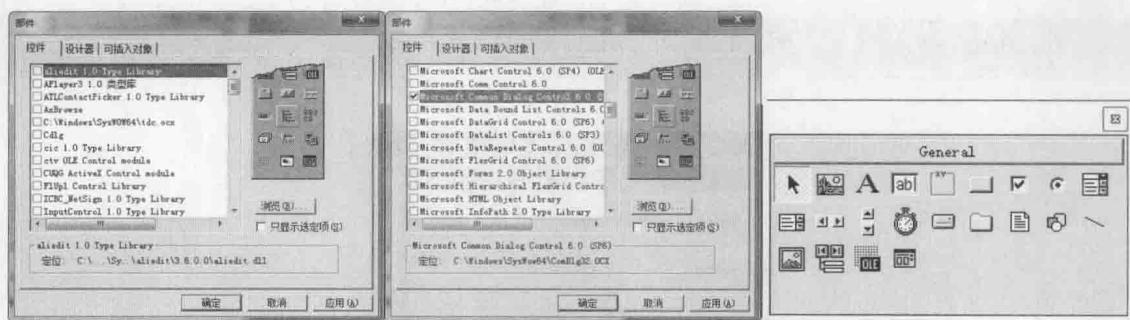 部件
控件 设计器 可插入对象
aliedit 1.0 Type Library
APlayer3 1.0 类型库
ATLContactPicker 1.0 Type Library
AxBrowse
C:\Windows\SysWOW64\tdc.ocx
Cdlg
cic 1.0 Type Library
ctv OLE Control module
CUQG ActiveX Control module
FlUpl Control Library
ICBC_NetSign 1.0 Type Library
InputControl 1.0 Type Library
浏览(B)...
只显示选定项(S)
aliedit 1.0 Type Library
定位: C:\...\Sy..\aliedit\3.6.0.0\aliedit.dll
确定 取消 应用(A)
部件
控件 设计器 可插入对象
Microsoft Chart Control 6.0 (SP4) (OLE
Microsoft Comm Control 6.0
Microsoft Common Dialog Control 6.0
Microsoft Data Bound List Controls 6.0
Microsoft DataGrid Control 6.0 (SP6)
Microsoft DataList Controls 6.0 (SP3)
Microsoft DataRepeater Control 6.0 (OL
Microsoft FlexGrid Control 6.0 (SP6)
Microsoft Forms 2.0 Object Library
Microsoft Hierarchical FlexGrid Contro
Microsoft HTML Object Library
Microsoft InfoPath 2.0 Type Library
浏览(B)...
只显示选定项(S)
Microsoft Common Dialog Control 6.0 (SP6)
定位: C:\Windows\SysWow64\ComDlg32.OCX
确定 取消 应用(A)
General
A
ab|
XY
OLE